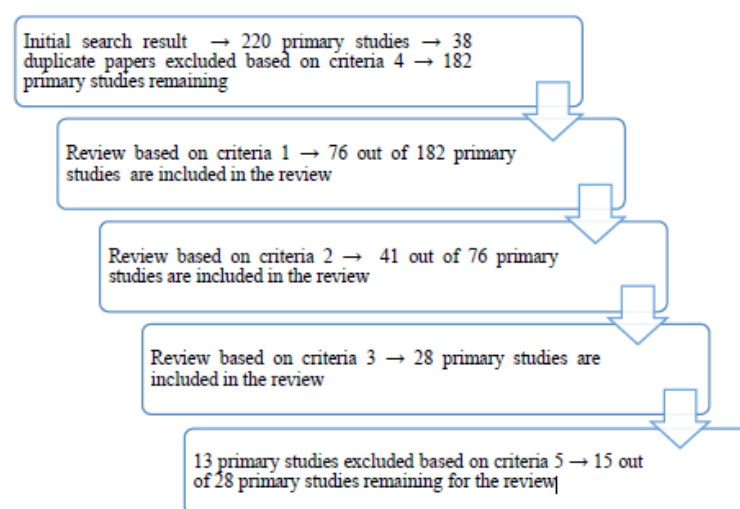 Initial search result → 220 primary studies → 38
duplicate papers excluded based on criteria 4 → 182
primary studies remaining
Review based on criteria 1 → 76 out of 182 primary
studies are included in the review
Review based on criteria 2 → 41 out of 76 primary
studies are included in the review
Review based on criteria 3 → 28 primary studies are
included in the review
13 primary studies excluded based on criteria 5 → 15 out
of 28 primary studies remaining for the review